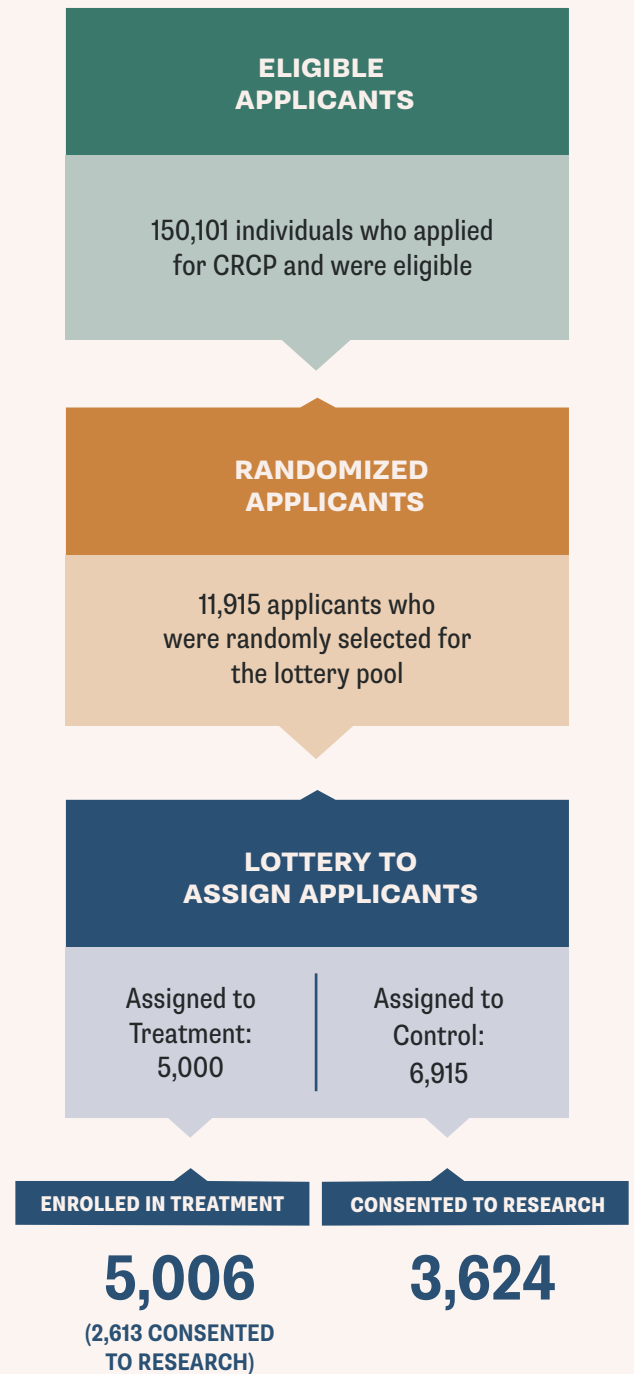 ELIGIBLE
APPLICANTS
150,101 individuals who applied
for CRCP and were eligible
RANDOMIZED
APPLICANTS
11,915 applicants who
were randomly selected for
the lottery pool
LOTTERY TO
ASSIGN APPLICANTS
Assigned to
Treatment:
5,000
Assigned to
Control:
6,915
ENROLLED IN TREATMENT
5,006
(2,613 CONSENTED
TO RESEARCH)
CONSENTED TO RESEARCH
3,624